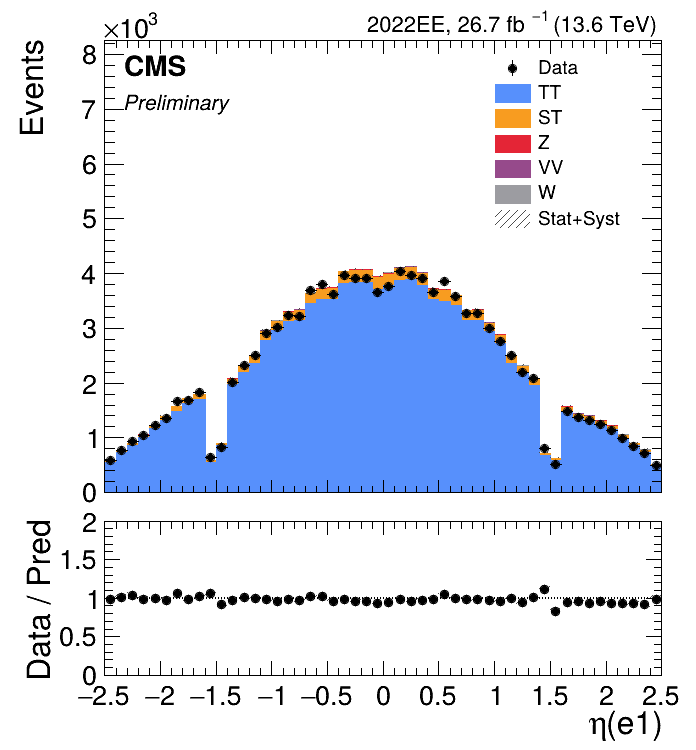 ×10³
2022EE, 26.7 fb ⁻¹ (13.6 TeV)
Events
CMS
Preliminary
Data
TT
ST
Z
VV
W
Stat+Syst
8
7
6
5
4
3
2
1
0
Data / Pred
2
1.5
1
0.5
0
−2.5 −2 −1.5 −1 −0.5 0 0.5 1 1.5 2 2.5
η(e1)